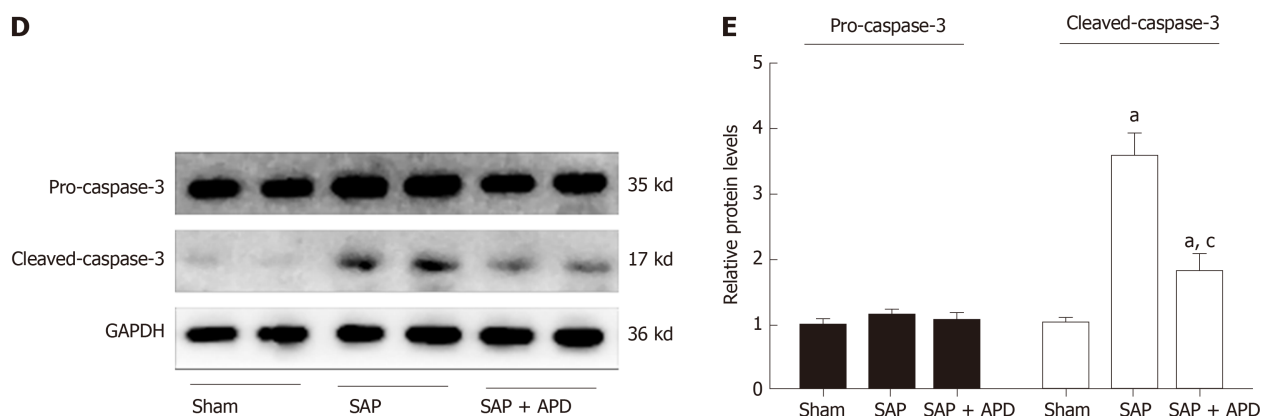 D
Pro-caspase-3 35 kd
Cleaved-caspase-3 17 kd
GAPDH 36 kd
Sham SAP SAP + APD
E
Pro-caspase-3 Cleaved-caspase-3
Relative protein levels
5
4
3
2
1
0
a
a, c
Sham SAP SAP + APD Sham SAP SAP + APD